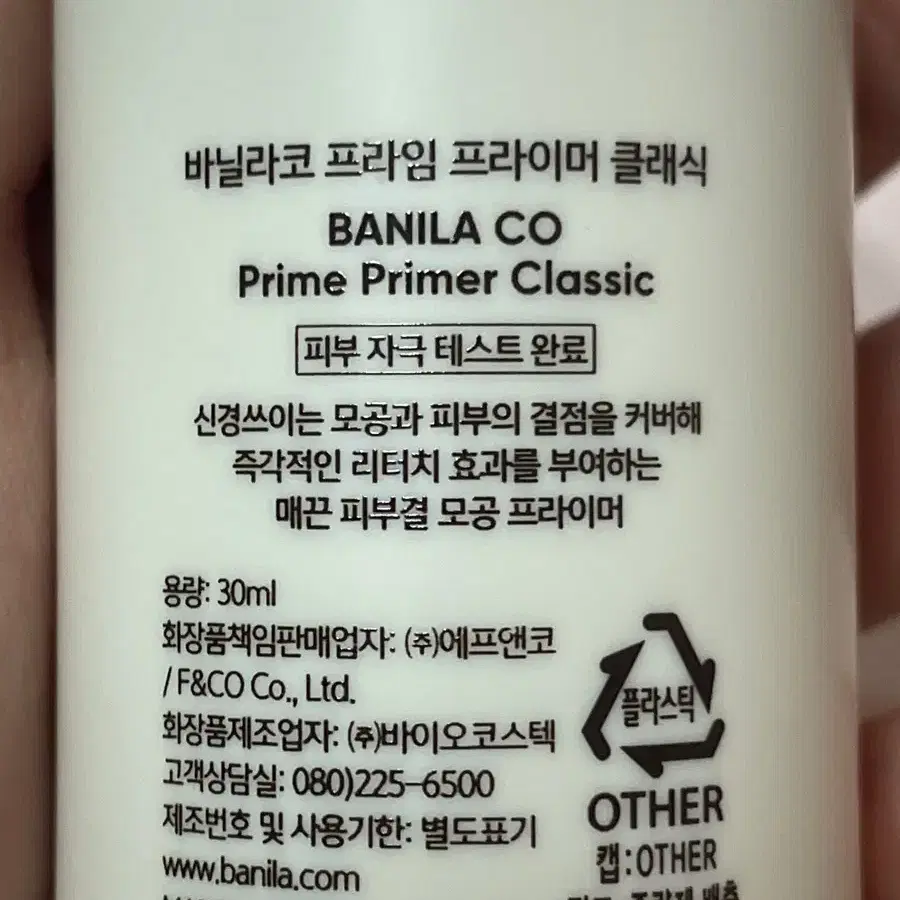 바닐라코 프라임 프라이머 클래식
BANILA CO
Prime Primer Classic
피부 자극 테스트 완료
신경쓰이는 모공과 피부의 결점을 커버해
즉각적인 리터치 효과를 부여하는
매끈 피부결 모공 프라이머
용량: 30ml
화장품책임판매업자: (주)에프앤코
/ F&CO Co., Ltd.
화장품제조업자: (주)바이오코스텍
고객상담실: 080)225-6500
제조번호 및 사용기한: 별도표기
www.banila.com
플라스틱
OTHER
캡:OTHER